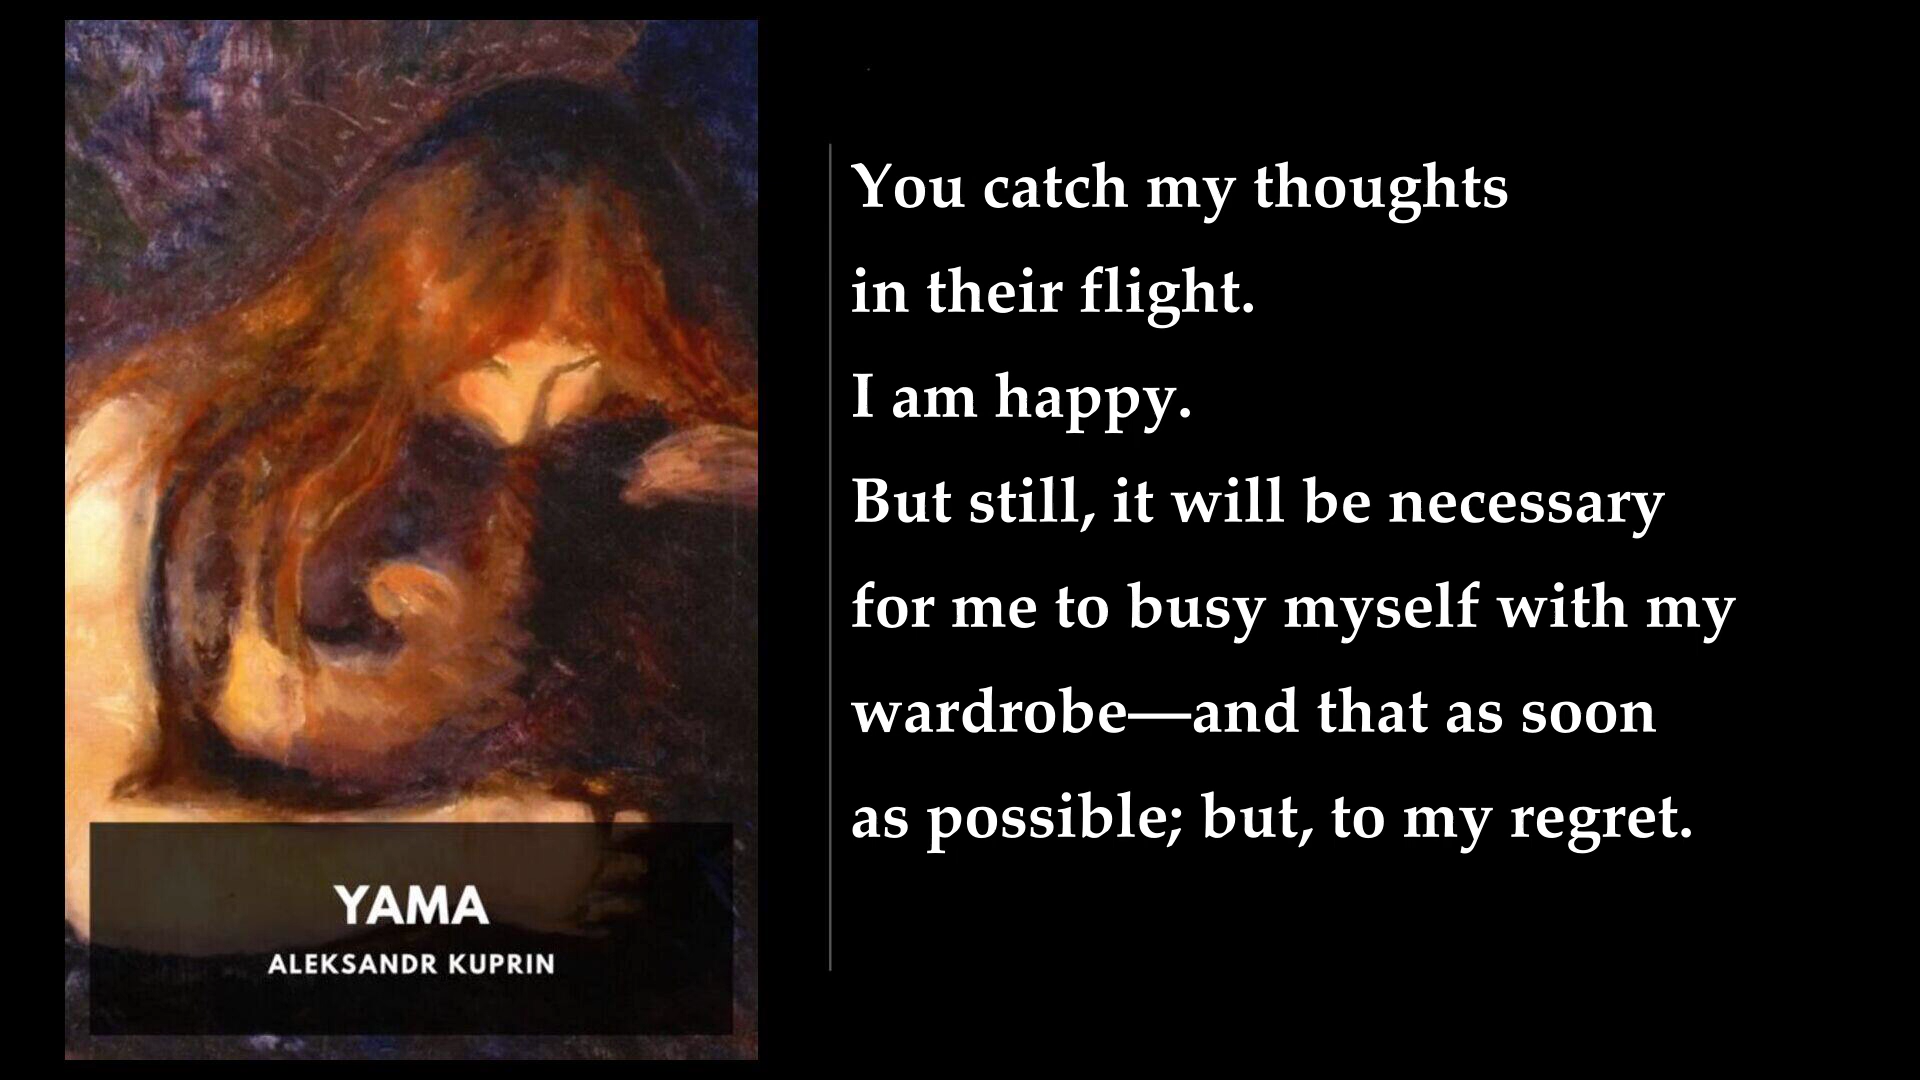 You catch my thoughts
in their flight.
I am happy.
But still, it will be necessary
for me to busy myself with my
wardrobe—and that as soon
as possible; but, to my regret.
YAMA
ALEKSANDR KUPRIN